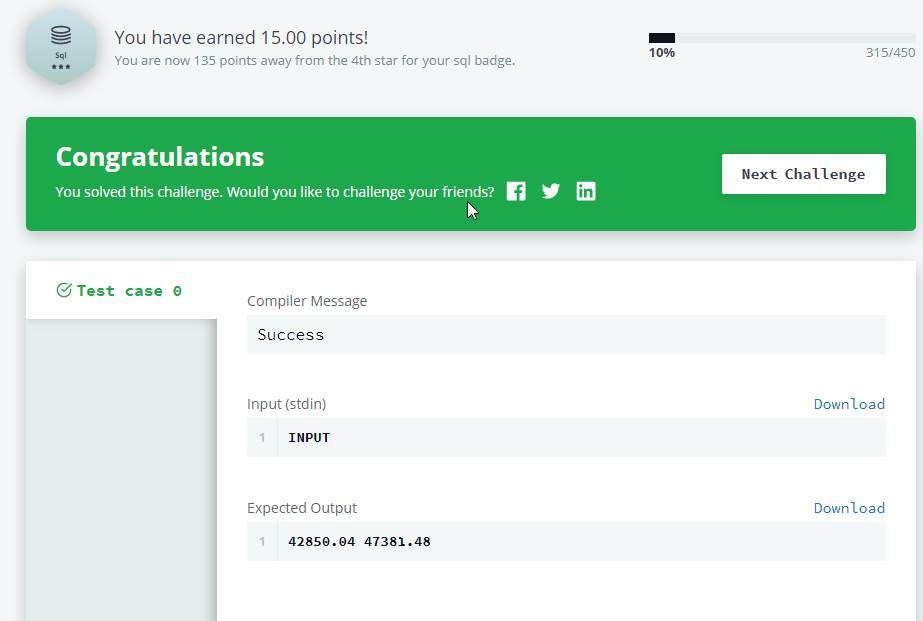 Sql
★★★
You have earned 15.00 points!
You are now 135 points away from the 4th star for your sql badge.
10%
315/450
Congratulations
You solved this challenge. Would you like to challenge your friends?
Next Challenge
Test case 0
Compiler Message
Success
Input (stdin)
Download
1 INPUT
Expected Output
Download
1 42850.04 47381.48